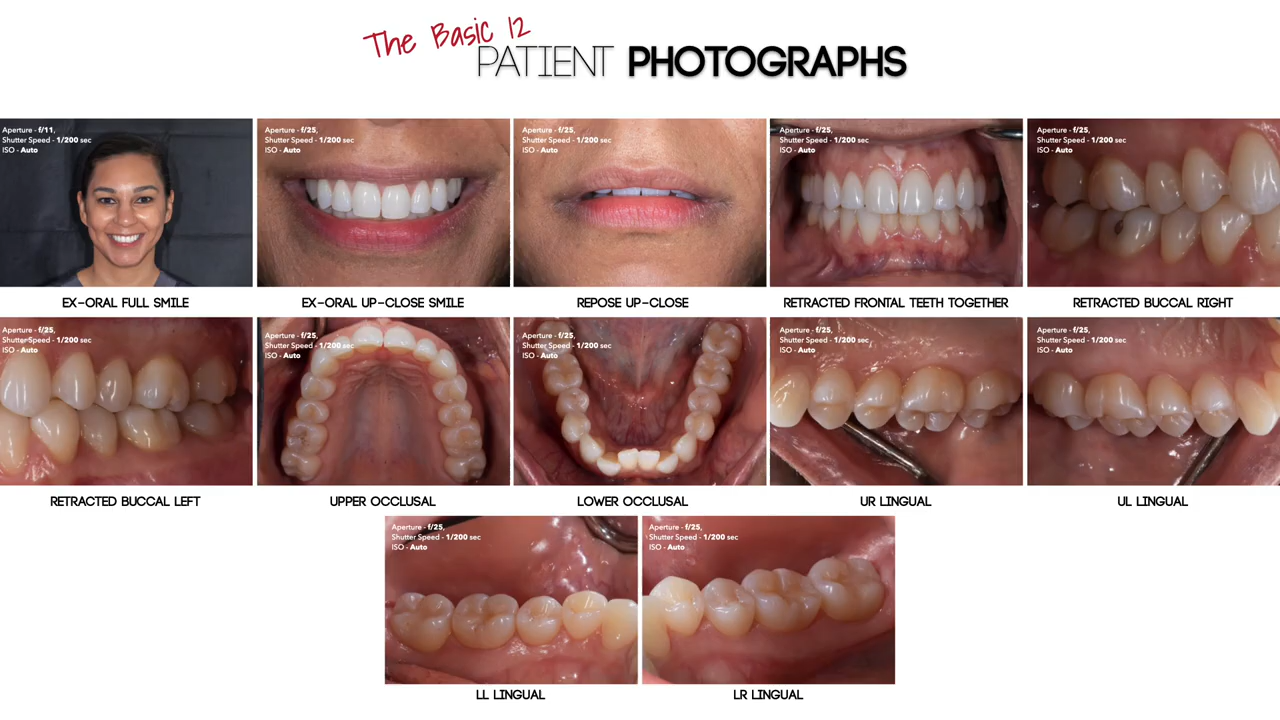 The Basic 12
PATIENT PHOTOGRAPHS
Aperture - f/11,
Shutter Speed - 1/200 sec
ISO - Auto
EX-ORAL FULL SMILE
Aperture - f/25,
Shutter Speed - 1/200 sec
ISO - Auto
EX-ORAL UP-CLOSE SMILE
Aperture - f/25,
Shutter Speed - 1/200 sec
ISO - Auto
REPOSE UP-CLOSE
Aperture - f/25,
Shutter Speed - 1/200 sec
ISO - Auto
RETRACTED FRONTAL TEETH TOGETHER
Aperture - f/25,
Shutter Speed - 1/200 sec
ISO - Auto
RETRACTED BUCCAL RIGHT
Aperture - f/25,
Shutter Speed - 1/200 sec
ISO - Auto
RETRACTED BUCCAL LEFT
Aperture - f/25,
Shutter Speed - 1/200 sec
ISO - Auto
UPPER OCCLUSAL
Aperture - f/25,
Shutter Speed - 1/200 sec
ISO - Auto
LOWER OCCLUSAL
Aperture - f/25,
Shutter Speed - 1/200 sec
ISO - Auto
UR LINGUAL
Aperture - f/25,
Shutter Speed - 1/200 sec
ISO - Auto
UL LINGUAL
Aperture - f/25,
Shutter Speed - 1/200 sec
ISO - Auto
LL LINGUAL
Aperture - f/25,
Shutter Speed - 1/200 sec
ISO - Auto
LR LINGUAL